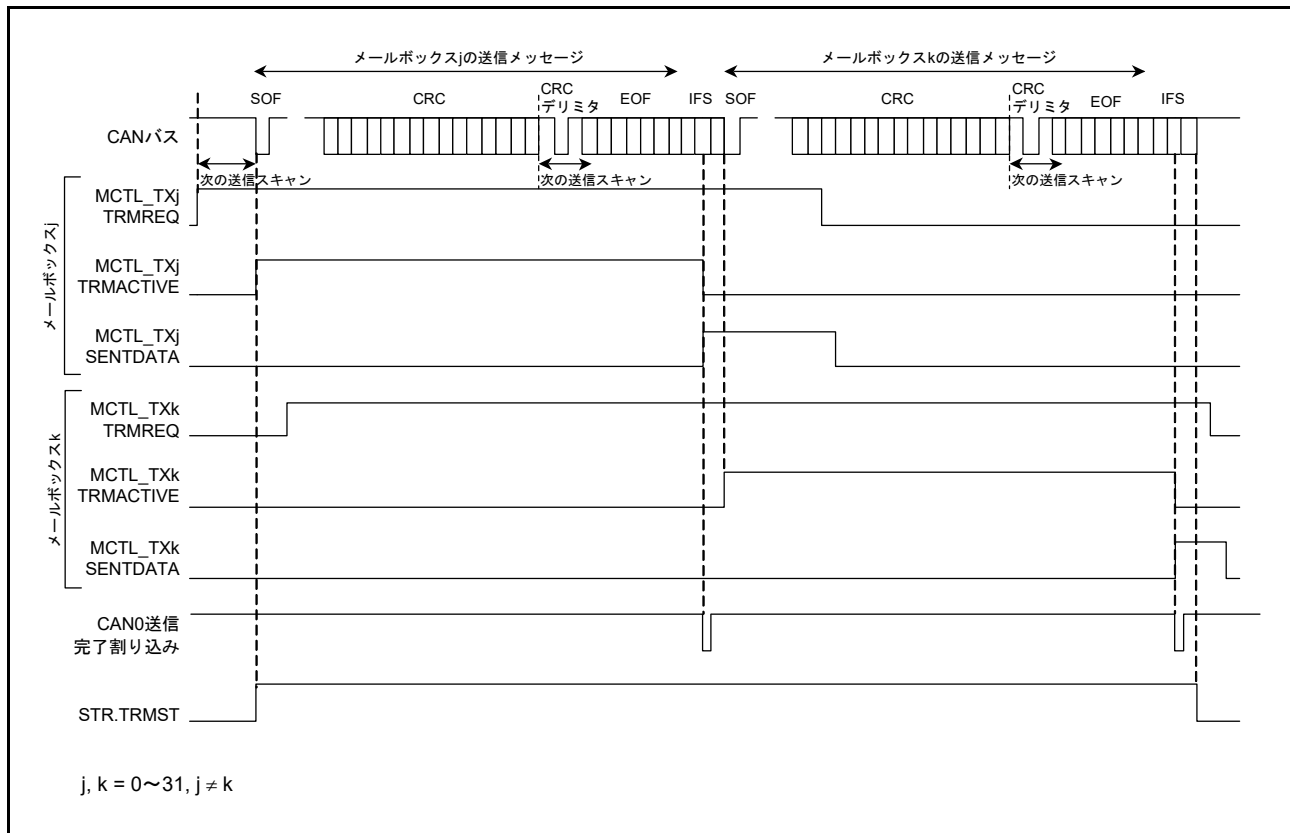 メールボックスjの送信メッセージ
メールボックスkの送信メッセージ
SOF
CRC
CRC
デリミタ
EOF
IFS
SOF
CRC
CRC
デリミタ
EOF
IFS
CANバス
次の送信スキャン
次の送信スキャン
次の送信スキャン
メールボックスj
MCTL_TXj
TRMREQ
MCTL_TXj
TRMACTIVE
MCTL_TXj
SENTDATA
メールボックスk
MCTL_TXk
TRMREQ
MCTL_TXk
TRMACTIVE
MCTL_TXk
SENTDATA
CAN0送信
完了割り込み
STR.TRMST
j, k = 0～31, j ≠ k